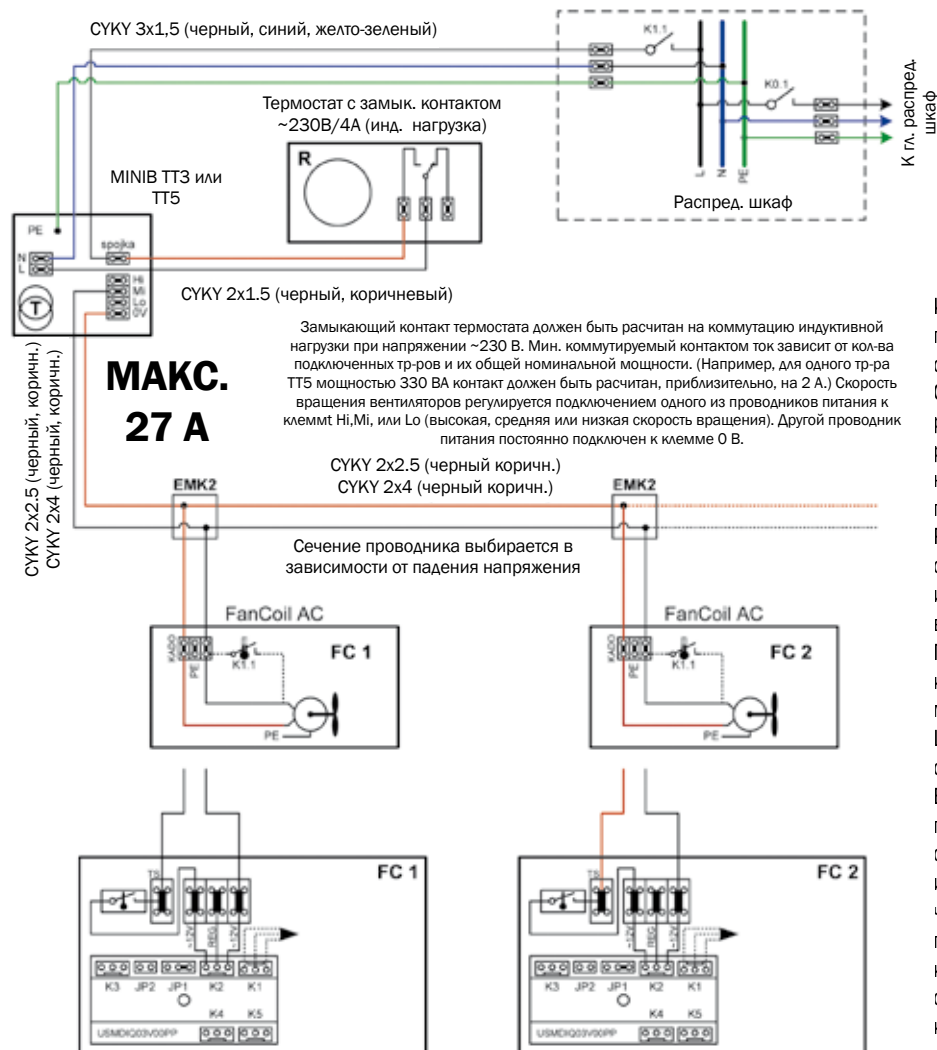 CYKY 3x1,5 (черный, синий, желто-зеленый)
K1.1
K0.1
К гл. распред.
шкаф
Термостат с замык. контактом
~230В/4А (инд. нагрузка)
R
L
N
PE
Распред. шкаф
MINIB TT3 или
TT5
PE
spojka
N
L
Hi
Mi
Lo
0V
T
CYKY 2x1.5 (черный, коричневый)
МАКС.
27 А
Замыкающий контакт термостата должен быть расчитан на коммутацию индуктивной
нагрузки при напряжении ~230 В. Мин. коммутируемый контактом ток зависит от кол-ва
подключенных тр-ров и их общей номинальной мощности. (Например, для одного тр-ра
TT5 мощностью 330 ВА контакт должен быть расчитан, приблизительно, на 2 А.) Скорость
вращения вентиляторов регулируется подключением одного из проводников питания к
клеммt Hi,Mi, или Lo (высокая, средняя или низкая скорость вращения). Другой проводник
питания постоянно подключен к клемме 0 В.
CYKY 2x2.5 (черный, коричн.)
CYKY 2x4 (черный, коричн.)
CYKY 2x2.5 (черный коричн.)
CYKY 2x4 (черный коричн.)
EMK2
EMK2
Сечение проводника выбирается в
зависимости от падения напряжения
FanCoil AC
KADO
PE
K1.1
FC 1
PE
FanCoil AC
KADO
PE
K1.1
FC 2
PE
FC 1
TS
~12V
REG
~12V
K3 JP2 JP1 K2 K1
K4 K5
USMDIQ03V00PP
FC 2
TS
~12V
REG
~12V
K3 JP2 JP1 K2 K1
K4 K5
USMDIQ03V00PP